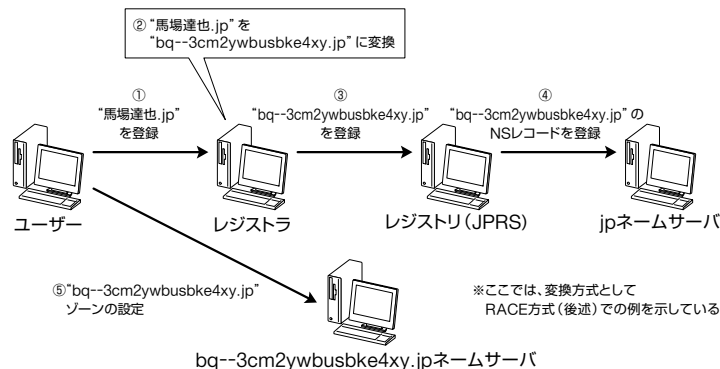 ②“馬場達也.jp”を
“bq--3cm2ywbusbke4xy.jp”に変換
①
“馬場達也.jp”
を登録
③
“bq--3cm2ywbusbke4xy.jp”
を登録
④
“bq--3cm2ywbusbke4xy.jp”の
NSレコードを登録
ユーザー
レジストラ
レジストリ（JPRS）
jpネームサーバ
⑤“bq--3cm2ywbusbke4xy.jp”
ゾーンの設定
※ここでは、変換方式として
RACE方式（後述）での例を示している
bq--3cm2ywbusbke4xy.jpネームサーバ